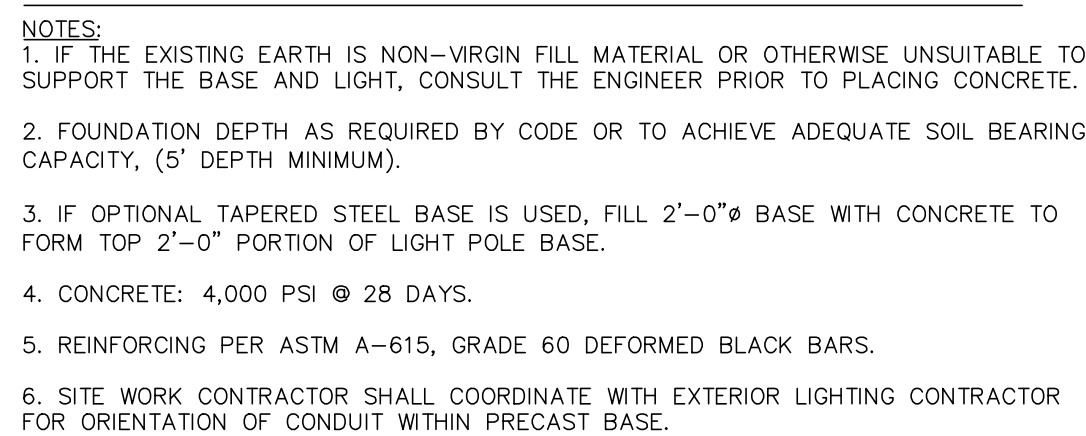 NOTES:
1. IF THE EXISTING EARTH IS NON-VIRGIN FILL MATERIAL OR OTHERWISE UNSUITABLE TO
SUPPORT THE BASE AND LIGHT, CONSULT THE ENGINEER PRIOR TO PLACING CONCRETE.
2. FOUNDATION DEPTH AS REQUIRED BY CODE OR TO ACHIEVE ADEQUATE SOIL BEARING
CAPACITY, (5' DEPTH MINIMUM).
3. IF OPTIONAL TAPERED STEEL BASE IS USED, FILL 2'-0"ø BASE WITH CONCRETE TO
FORM TOP 2'-0" PORTION OF LIGHT POLE BASE.
4. CONCRETE: 4,000 PSI @ 28 DAYS.
5. REINFORCING PER ASTM A-615, GRADE 60 DEFORMED BLACK BARS.
6. SITE WORK CONTRACTOR SHALL COORDINATE WITH EXTERIOR LIGHTING CONTRACTOR
FOR ORIENTATION OF CONDUIT WITHIN PRECAST BASE.